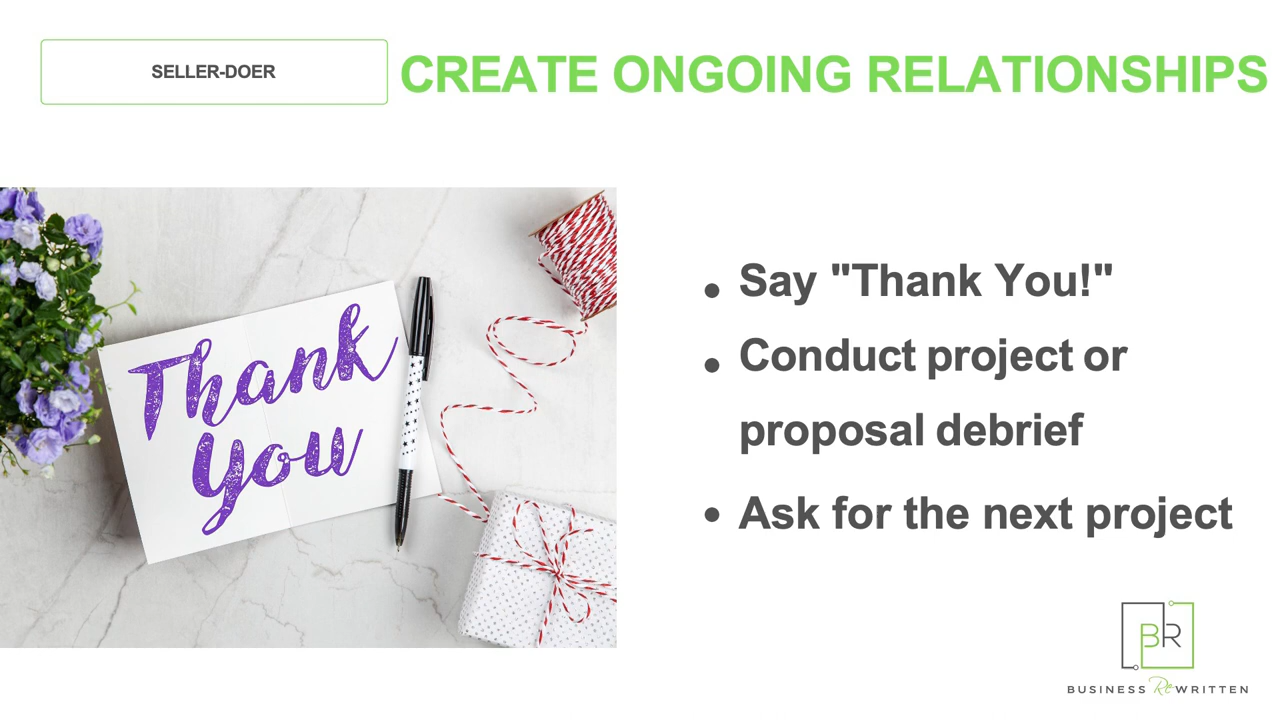 SELLER-DOER
CREATE ONGOING RELATIONSHIPS
Thank
You
• Say "Thank You!"
• Conduct project or
proposal debrief
• Ask for the next project
BR
BUSINESS ReWRITTEN